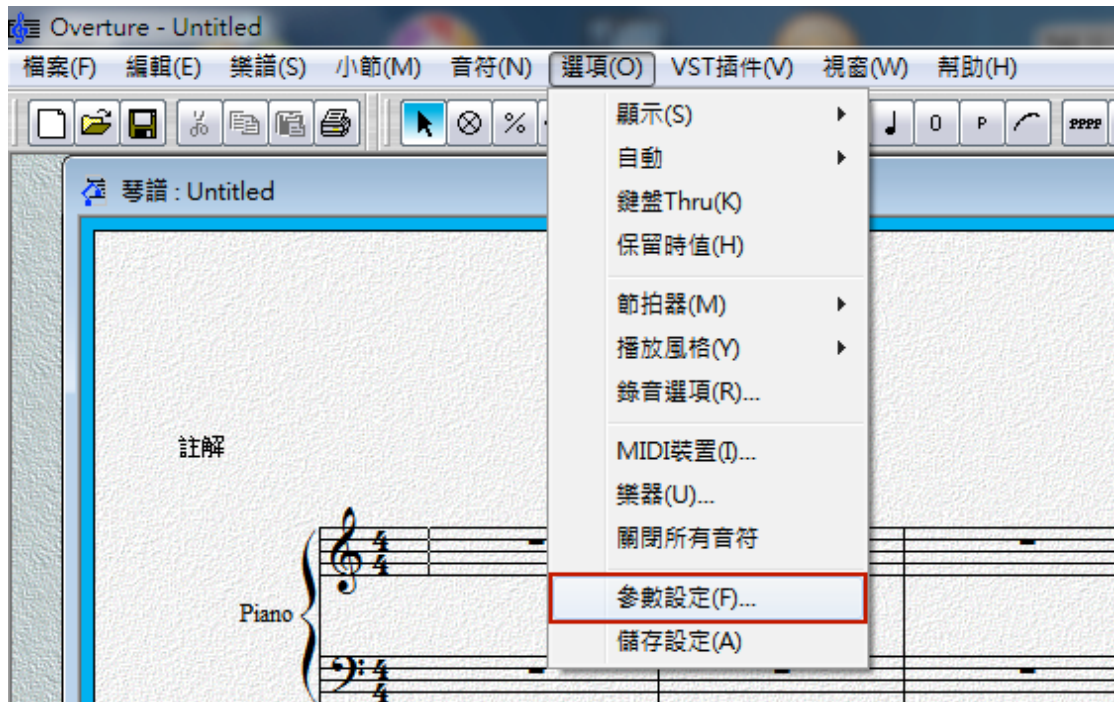 Overture - Untitled
檔案(F) 編輯(E) 樂譜(S) 小節(M) 音符(N) 選項(O) VST插件(V) 視窗(W) 幫助(H)
0 P PPPP
琴譜 : Untitled
顯示(S)
自動
鍵盤Thru(K)
保留時值(H)
節拍器(M)
播放風格(Y)
錄音選項(R)...
MIDI裝置(I)...
樂器(U)...
關閉所有音符
參數設定(F)...
儲存設定(A)
註解
Piano